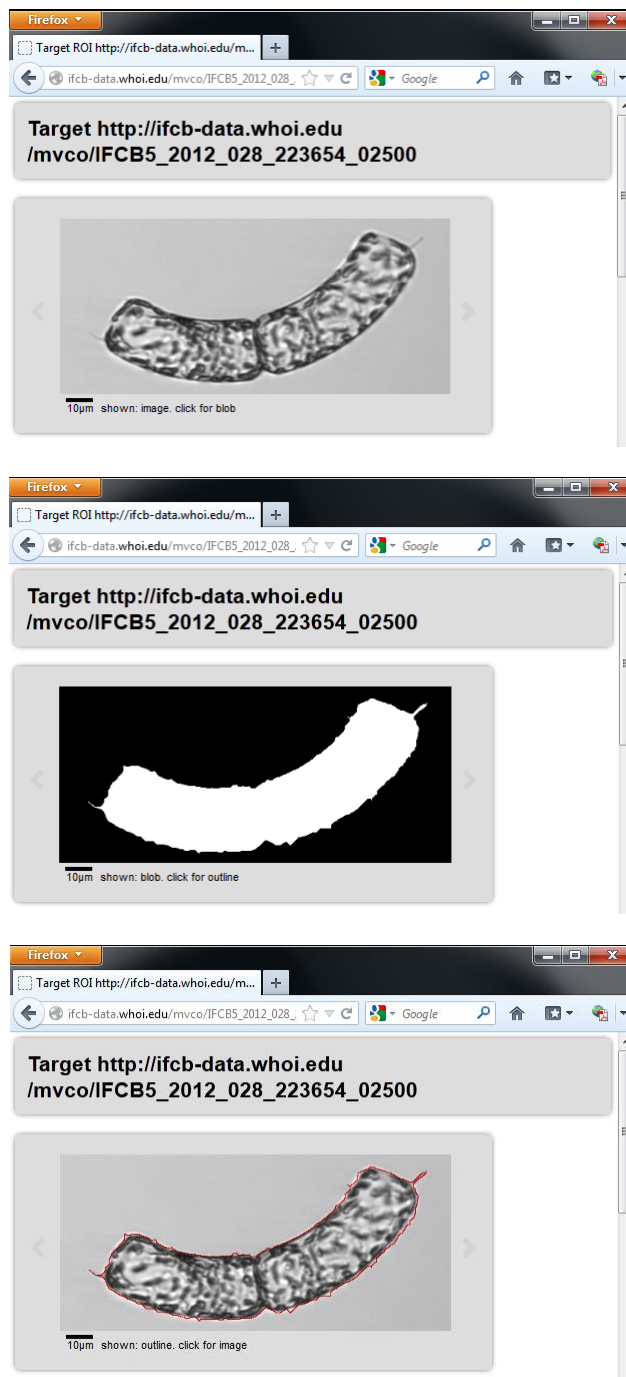 Firefox
Target ROI http://ifcb-data.whoi.edu/m...
ifcb-data.whoi.edu/mvco/IFCB5_2012_028_
Google
Target http://ifcb-data.whoi.edu
/mvco/IFCB5_2012_028_223654_02500
10µm shown: image. click for blob
Firefox
Target ROI http://ifcb-data.whoi.edu/m...
ifcb-data.whoi.edu/mvco/IFCB5_2012_028_
Google
Target http://ifcb-data.whoi.edu
/mvco/IFCB5_2012_028_223654_02500
10µm shown: blob. click for outline
Firefox
Target ROI http://ifcb-data.whoi.edu/m...
ifcb-data.whoi.edu/mvco/IFCB5_2012_028_
Google
Target http://ifcb-data.whoi.edu
/mvco/IFCB5_2012_028_223654_02500
10µm shown: outline. click for image